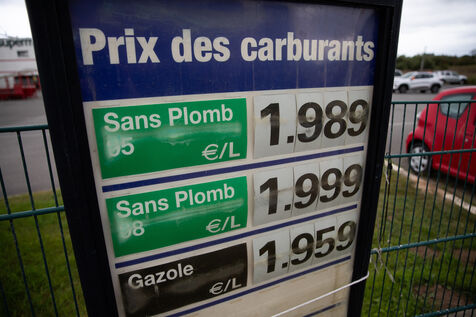 Prix des carburants
Sans Plomb
95 €/L 1.989
Sans Plomb
98 €/L 1.999
Gazole €/L 1.959